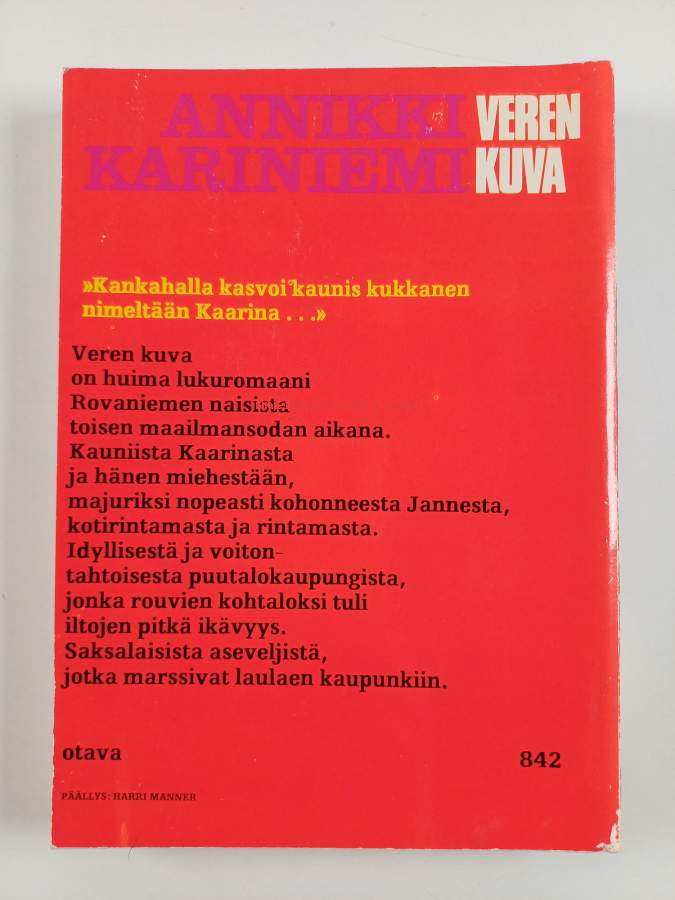 ANNIKKI VEREN
KARINIEMI KUVA
»Kankahalla kasvoi kaunis kukkanen
nimeltään Kaarina . . .»
Veren kuva
on huima lukuromaani
Rovaniemen naisista
toisen maailmansodan aikana.
Kauniista Kaarinasta
ja hänen miehestään,
majuriksi nopeasti kohonneesta Jannesta,
kotirintamasta ja rintamasta.
Idyllisestä ja voiton-
tahtoisesta puutalokaupungista,
jonka rouvien kohtaloksi tuli
iltojen pitkä ikävyys.
Saksalaisista aseveljistä,
jotka marssivat laulaen kaupunkiin.
otava 842
PÄÄLLYS: HARRI MANNER